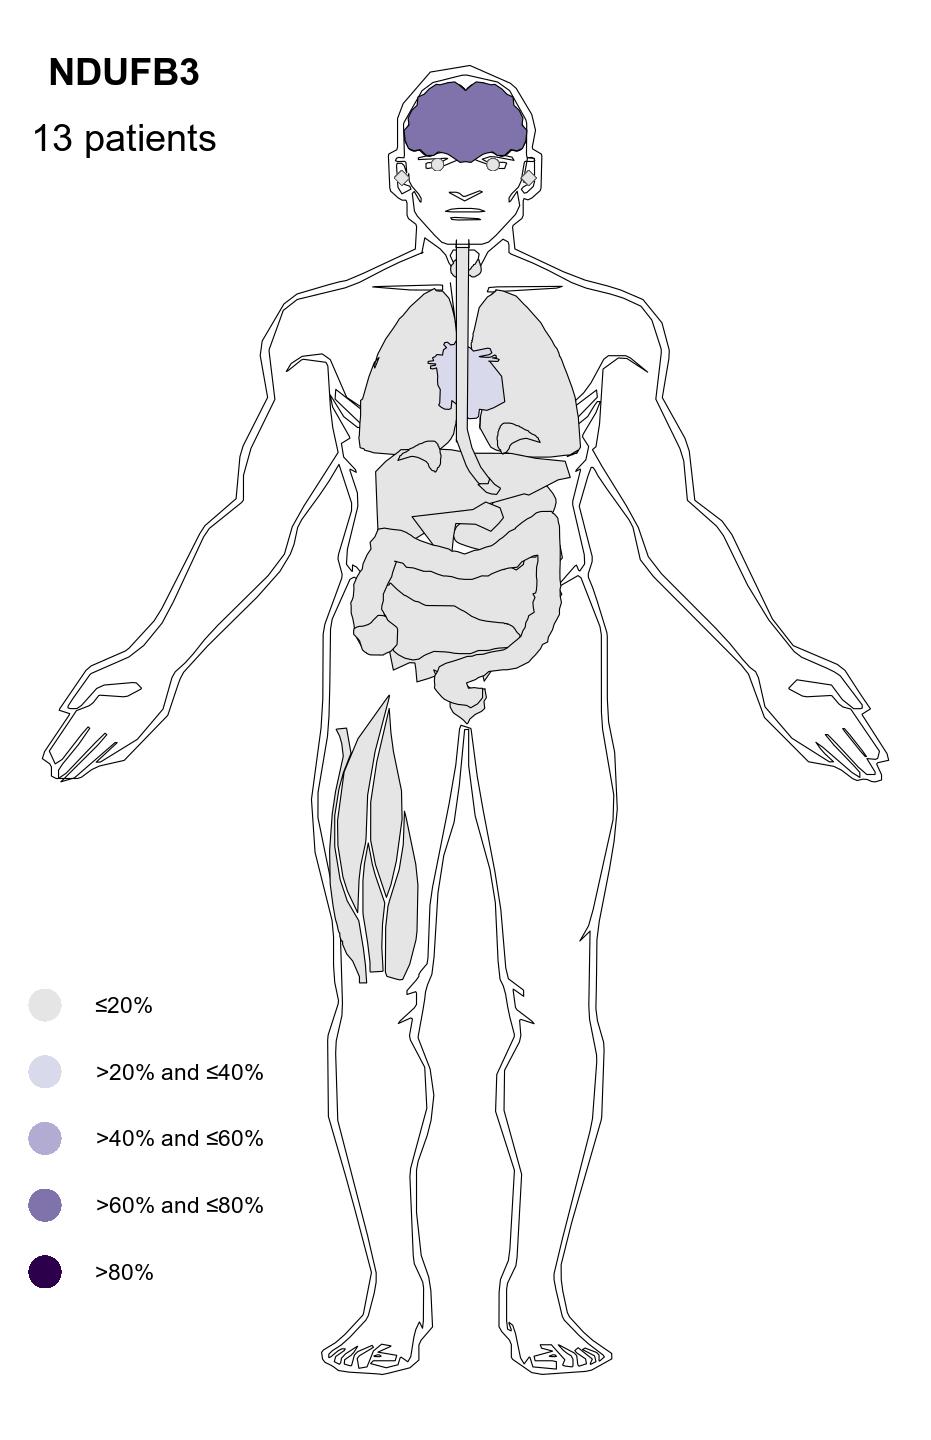 NDUFB3
13 patients
≤20%
>20% and ≤40%
>40% and ≤60%
>60% and ≤80%
>80%